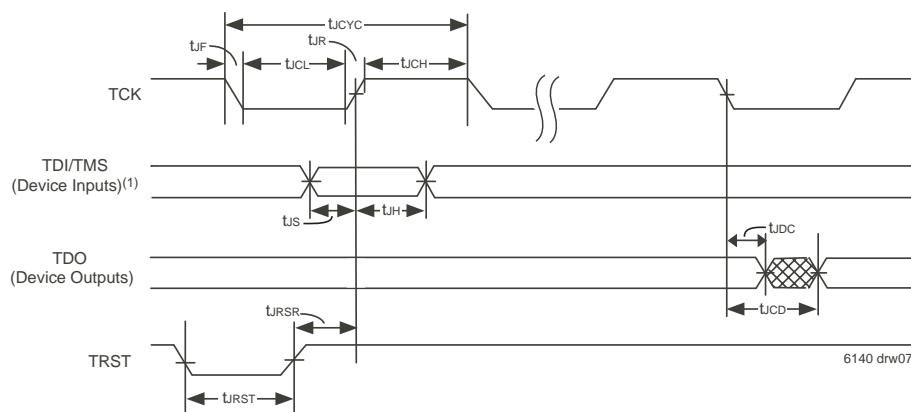 tJCYC
tJF
tJR
tJCL
tJCH
TCK
TDI/TMS
(Device Inputs)(1)
tJS
tJH
tJDC
TDO
(Device Outputs)
tJCD
tJRSR
TRST
6140 drw07
tJRST